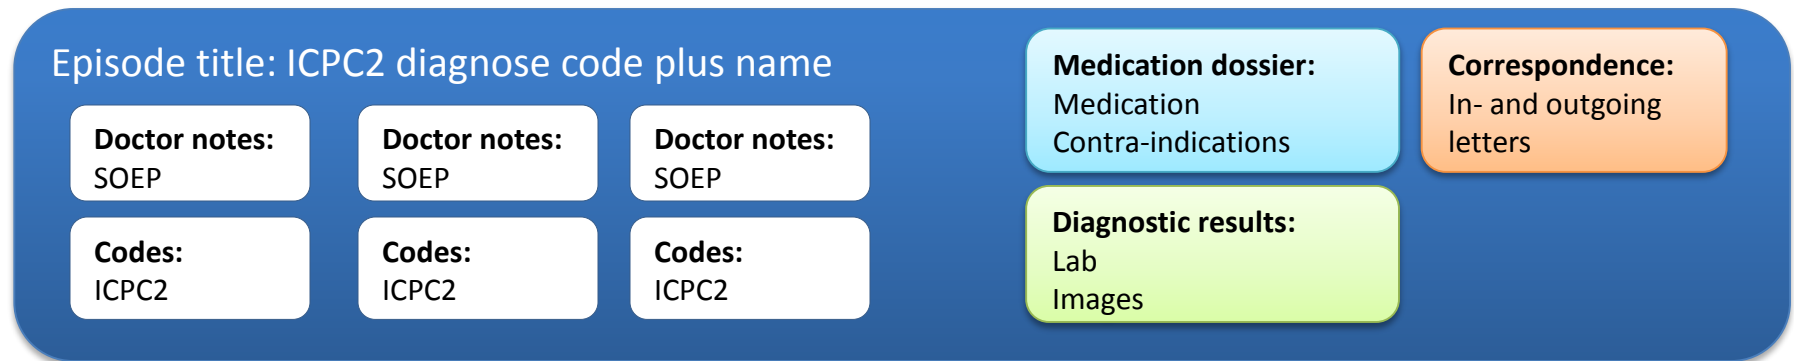 Episode title: ICPC2 diagnose code plus name
Doctor notes:
SOEP
Doctor notes:
SOEP
Doctor notes:
SOEP
Codes:
ICPC2
Codes:
ICPC2
Codes:
ICPC2
Medication dossier:
Medication
Contra-indications
Correspondence:
In- and outgoing
letters
Diagnostic results:
Lab
Images